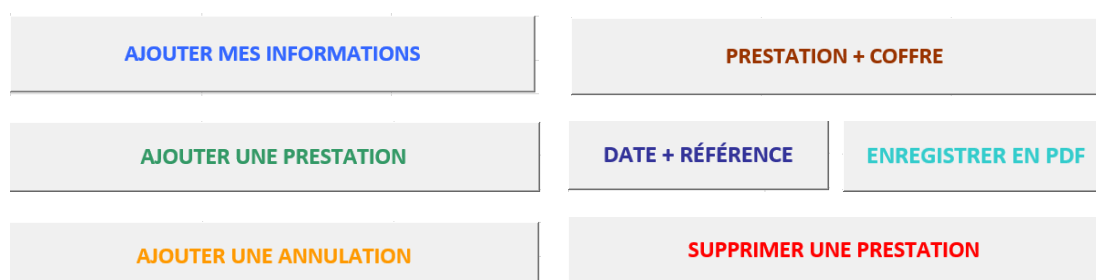 AJOUTER MES INFORMATIONS
PRESTATION + COFFRE
AJOUTER UNE PRESTATION
DATE + RÉFÉRENCE
ENREGISTRER EN PDF
AJOUTER UNE ANNULATION
SUPPRIMER UNE PRESTATION